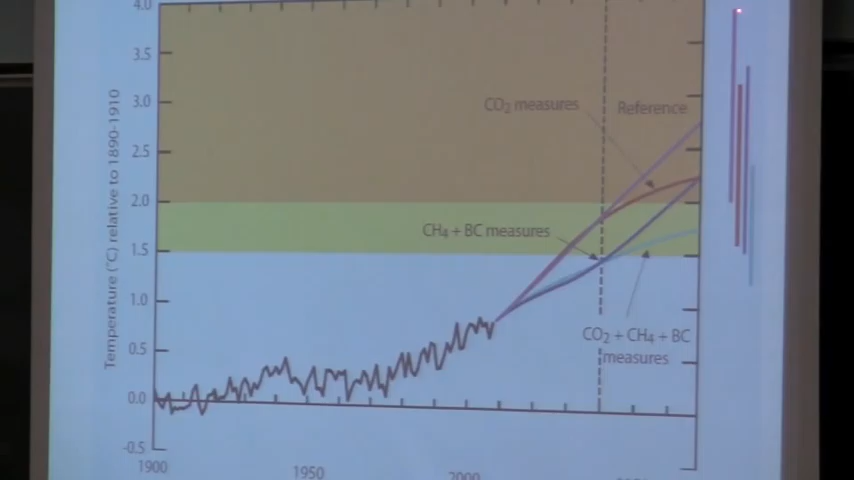 4.0
3.5
3.0
2.5
2.0
1.5
1.0
0.5
0.0
-0.5
Temperature (°C) relative to 1890-1910
CO₂ measures
Reference
CH₄ + BC measures
CO₂ + CH₄ + BC
measures
1900
1950
2000